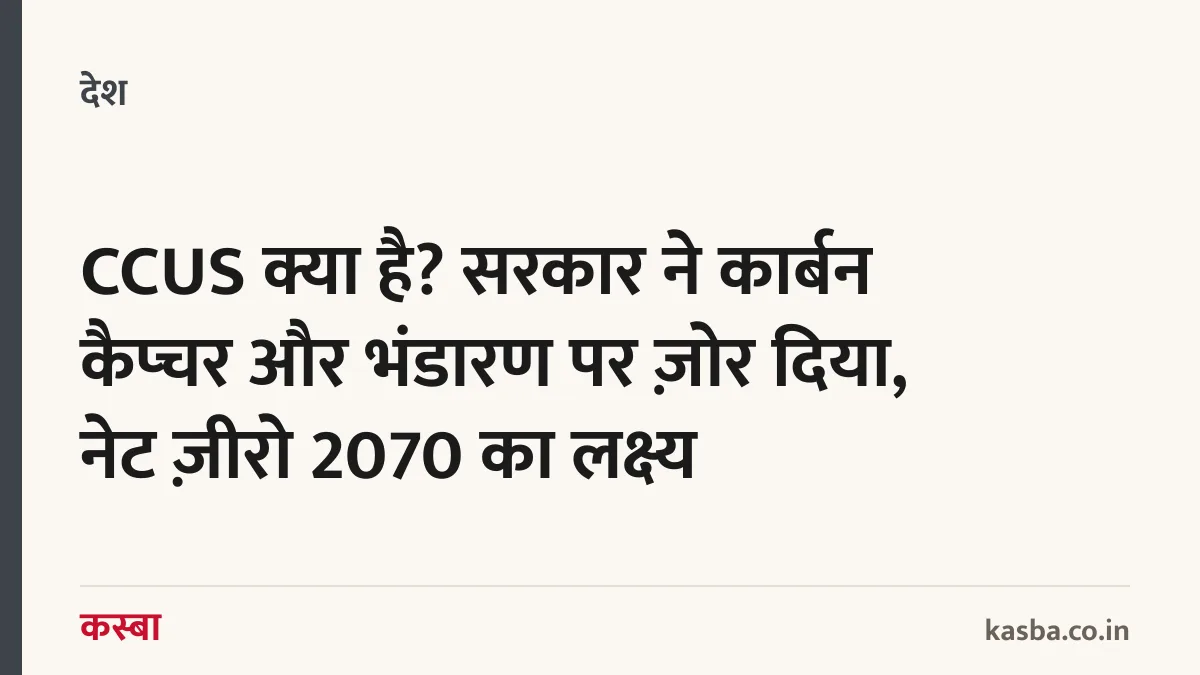 देश
CCUS क्या है? सरकार ने कार्बन
कैप्चर और भंडारण पर ज़ोर दिया,
नेट ज़ीरो 2070 का लक्ष्य
कस्बा
kasba.co.in